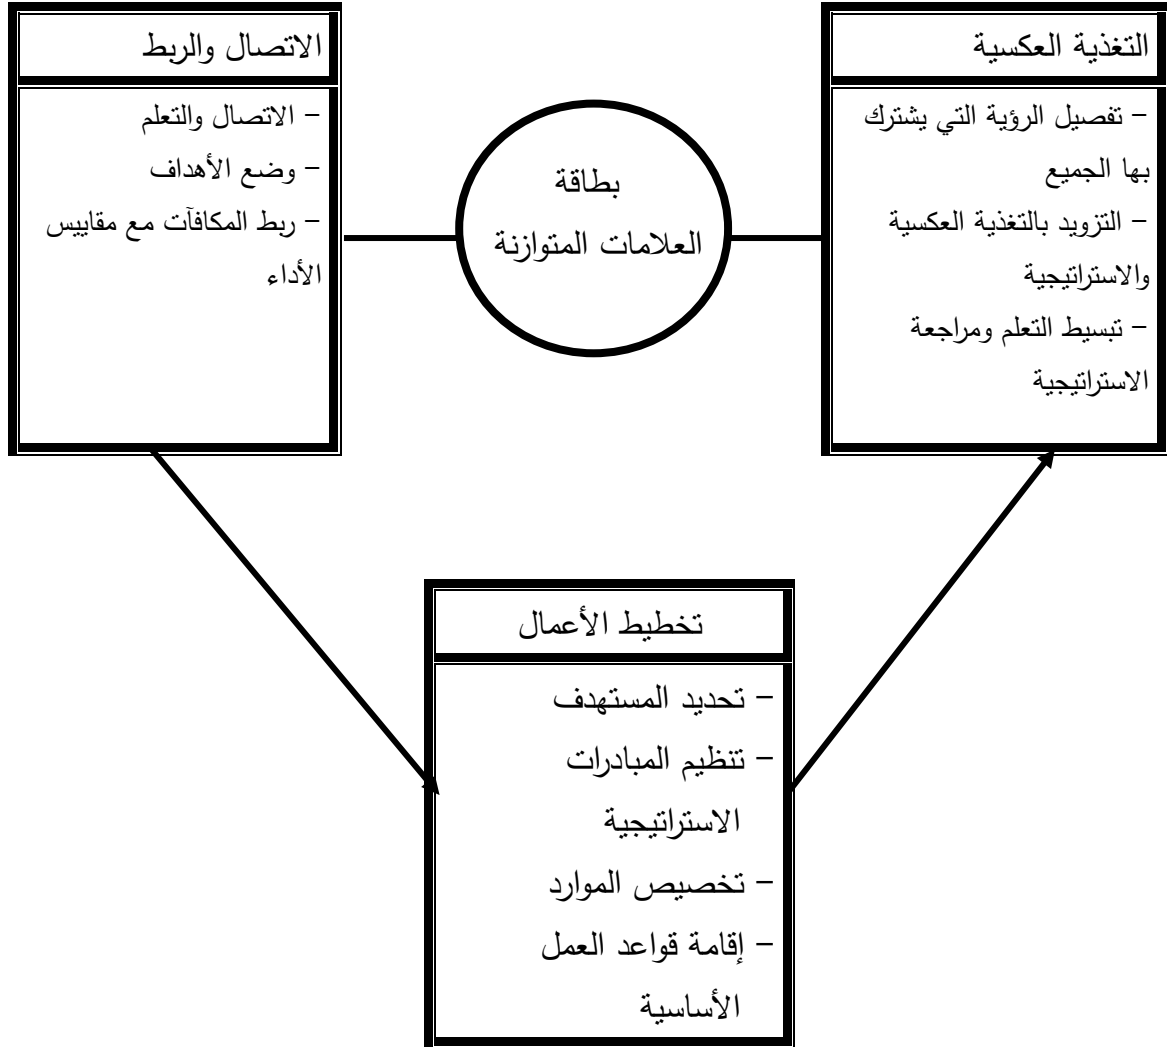 التغذية العكسية
– تفصيل الرؤية التي يشترك
بها الجميع
– التزويد بالتغذية العكسية
والاستراتيجية
– تبسيط التعلم ومراجعة
الاستراتيجية
بطاقة
العلامات المتوازنة
الاتصال والربط
– الاتصال والتعلم
– وضع الأهداف
– ربط المكافآت مع مقاييس
الأداء
تخطيط الأعمال
– تحديد المستهدف
– تنظيم المبادرات
الاستراتيجية
– تخصيص الموارد
– إقامة قواعد العمل
الأساسية